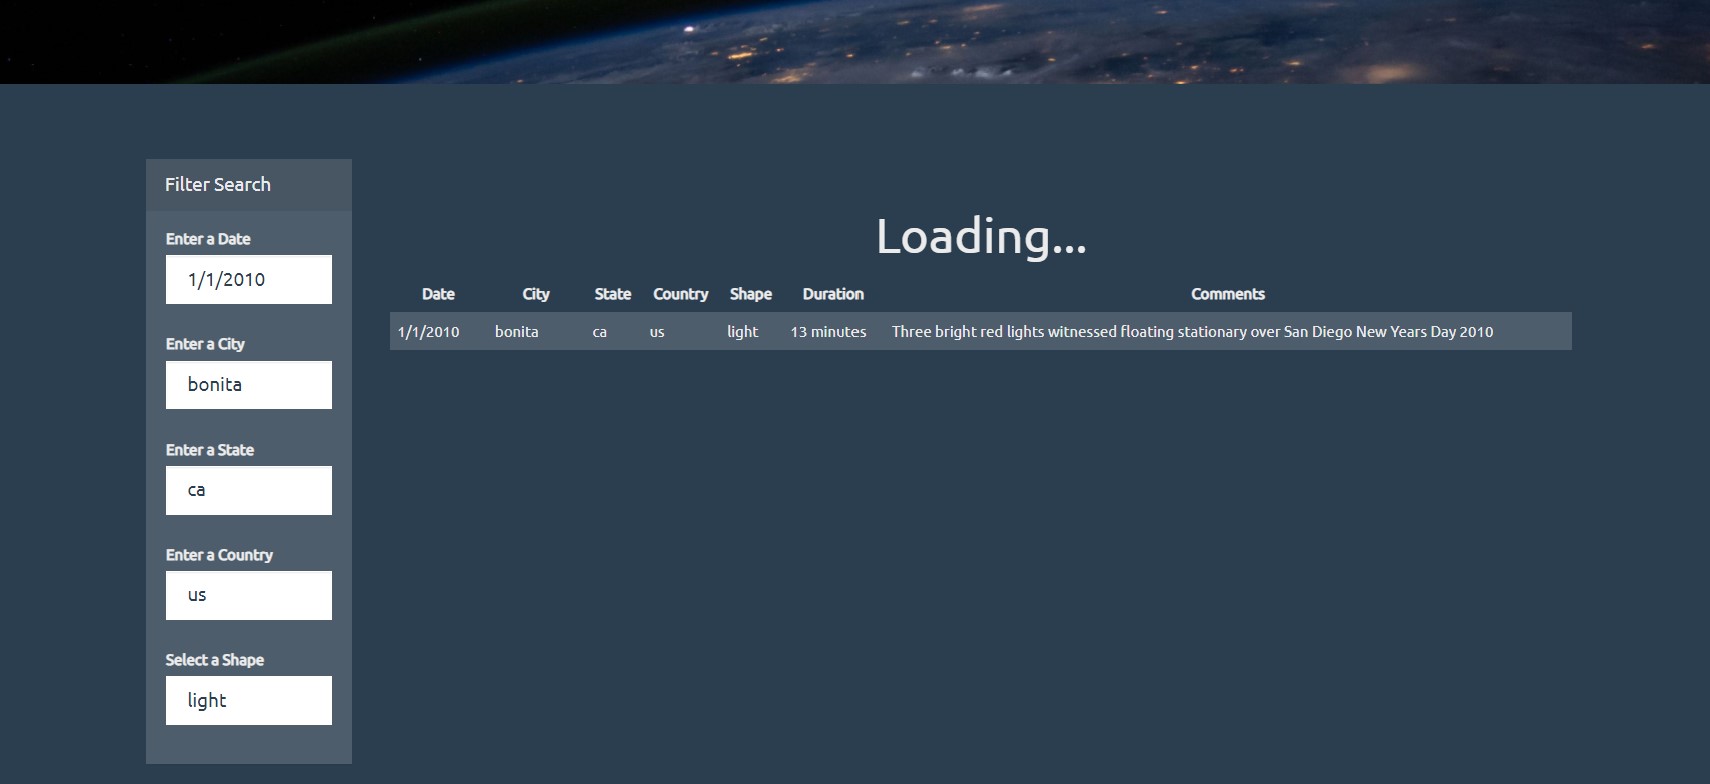 Filter Search
Enter a Date
1/1/2010
Enter a City
bonita
Enter a State
ca
Enter a Country
us
Select a Shape
light
Loading...
Date City State Country Shape Duration Comments
1/1/2010 bonita ca us light 13 minutes Three bright red lights witnessed floating stationary over San Diego New Years Day 2010